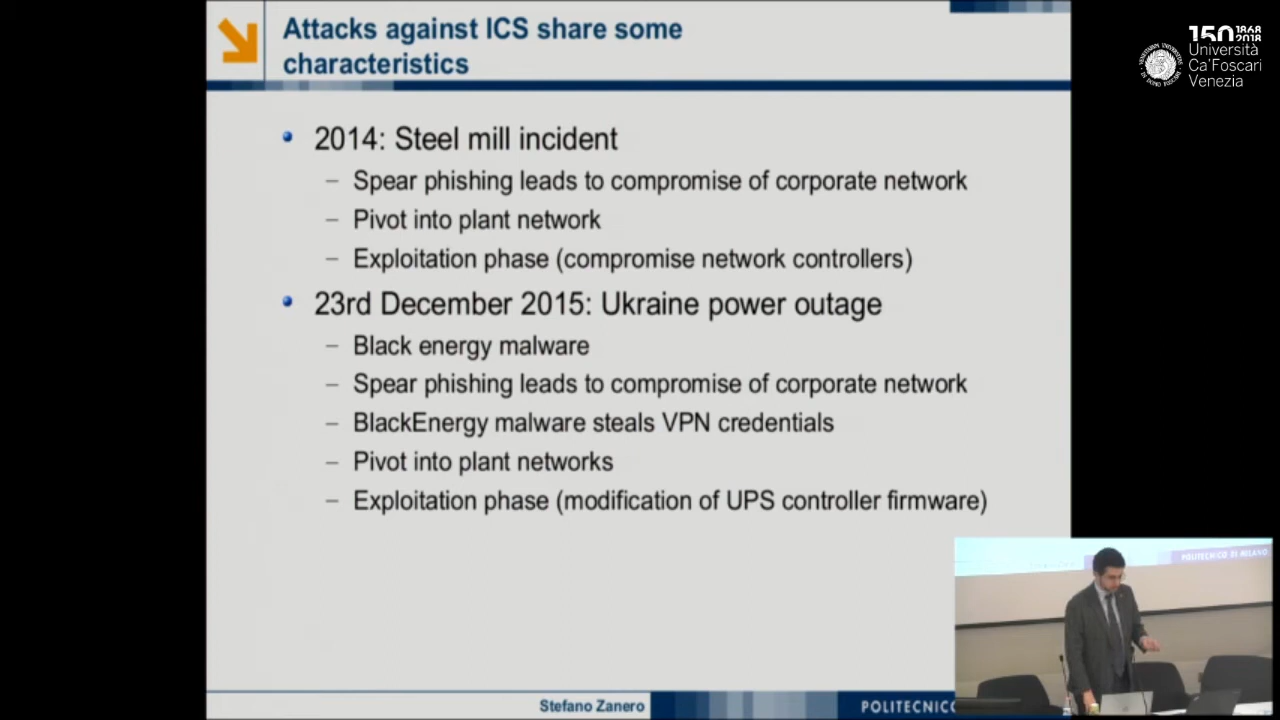 Attacks against ICS share some
characteristics
150 1868
2018
Università
Ca'Foscari
Venezia
• 2014: Steel mill incident
– Spear phishing leads to compromise of corporate network
– Pivot into plant network
– Exploitation phase (compromise network controllers)
• 23rd December 2015: Ukraine power outage
– Black energy malware
– Spear phishing leads to compromise of corporate network
– BlackEnergy malware steals VPN credentials
– Pivot into plant networks
– Exploitation phase (modification of UPS controller firmware)
POLITECNICO DI MILANO
Stefano Zanero
POLITECNICO